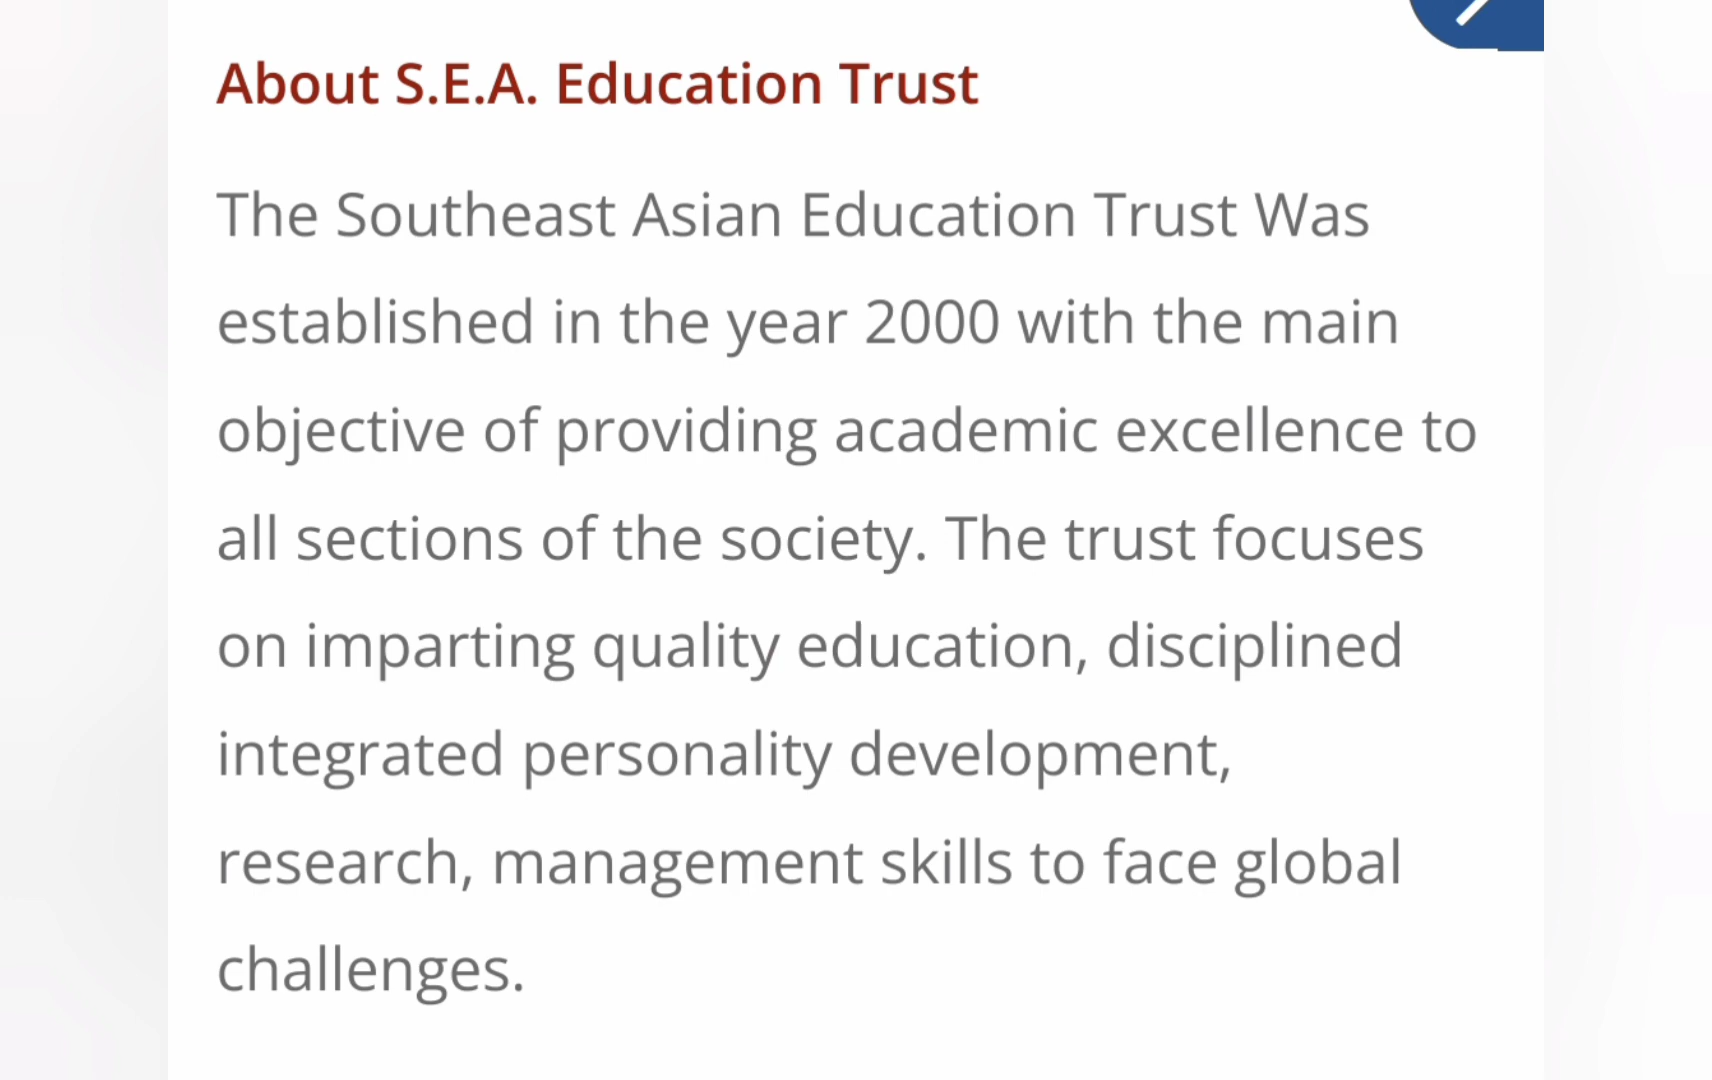 About S.E.A. Education Trust
The Southeast Asian Education Trust Was
established in the year 2000 with the main
objective of providing academic excellence to
all sections of the society. The trust focuses
on imparting quality education, disciplined
integrated personality development,
research, management skills to face global
challenges.